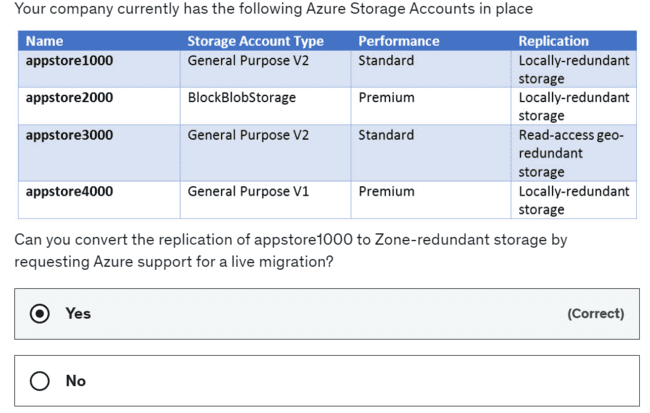 Your company currently has the following Azure Storage Accounts in place
Name Storage Account Type Performance Replication
appstore1000 General Purpose V2 Standard Locally-redundant
storage
appstore2000 BlockBlobStorage Premium Locally-redundant
storage
appstore3000 General Purpose V2 Standard Read-access geo-
redundant
storage
appstore4000 General Purpose V1 Premium Locally-redundant
storage
Can you convert the replication of appstore1000 to Zone-redundant storage by
requesting Azure support for a live migration?
Yes (Correct)
No